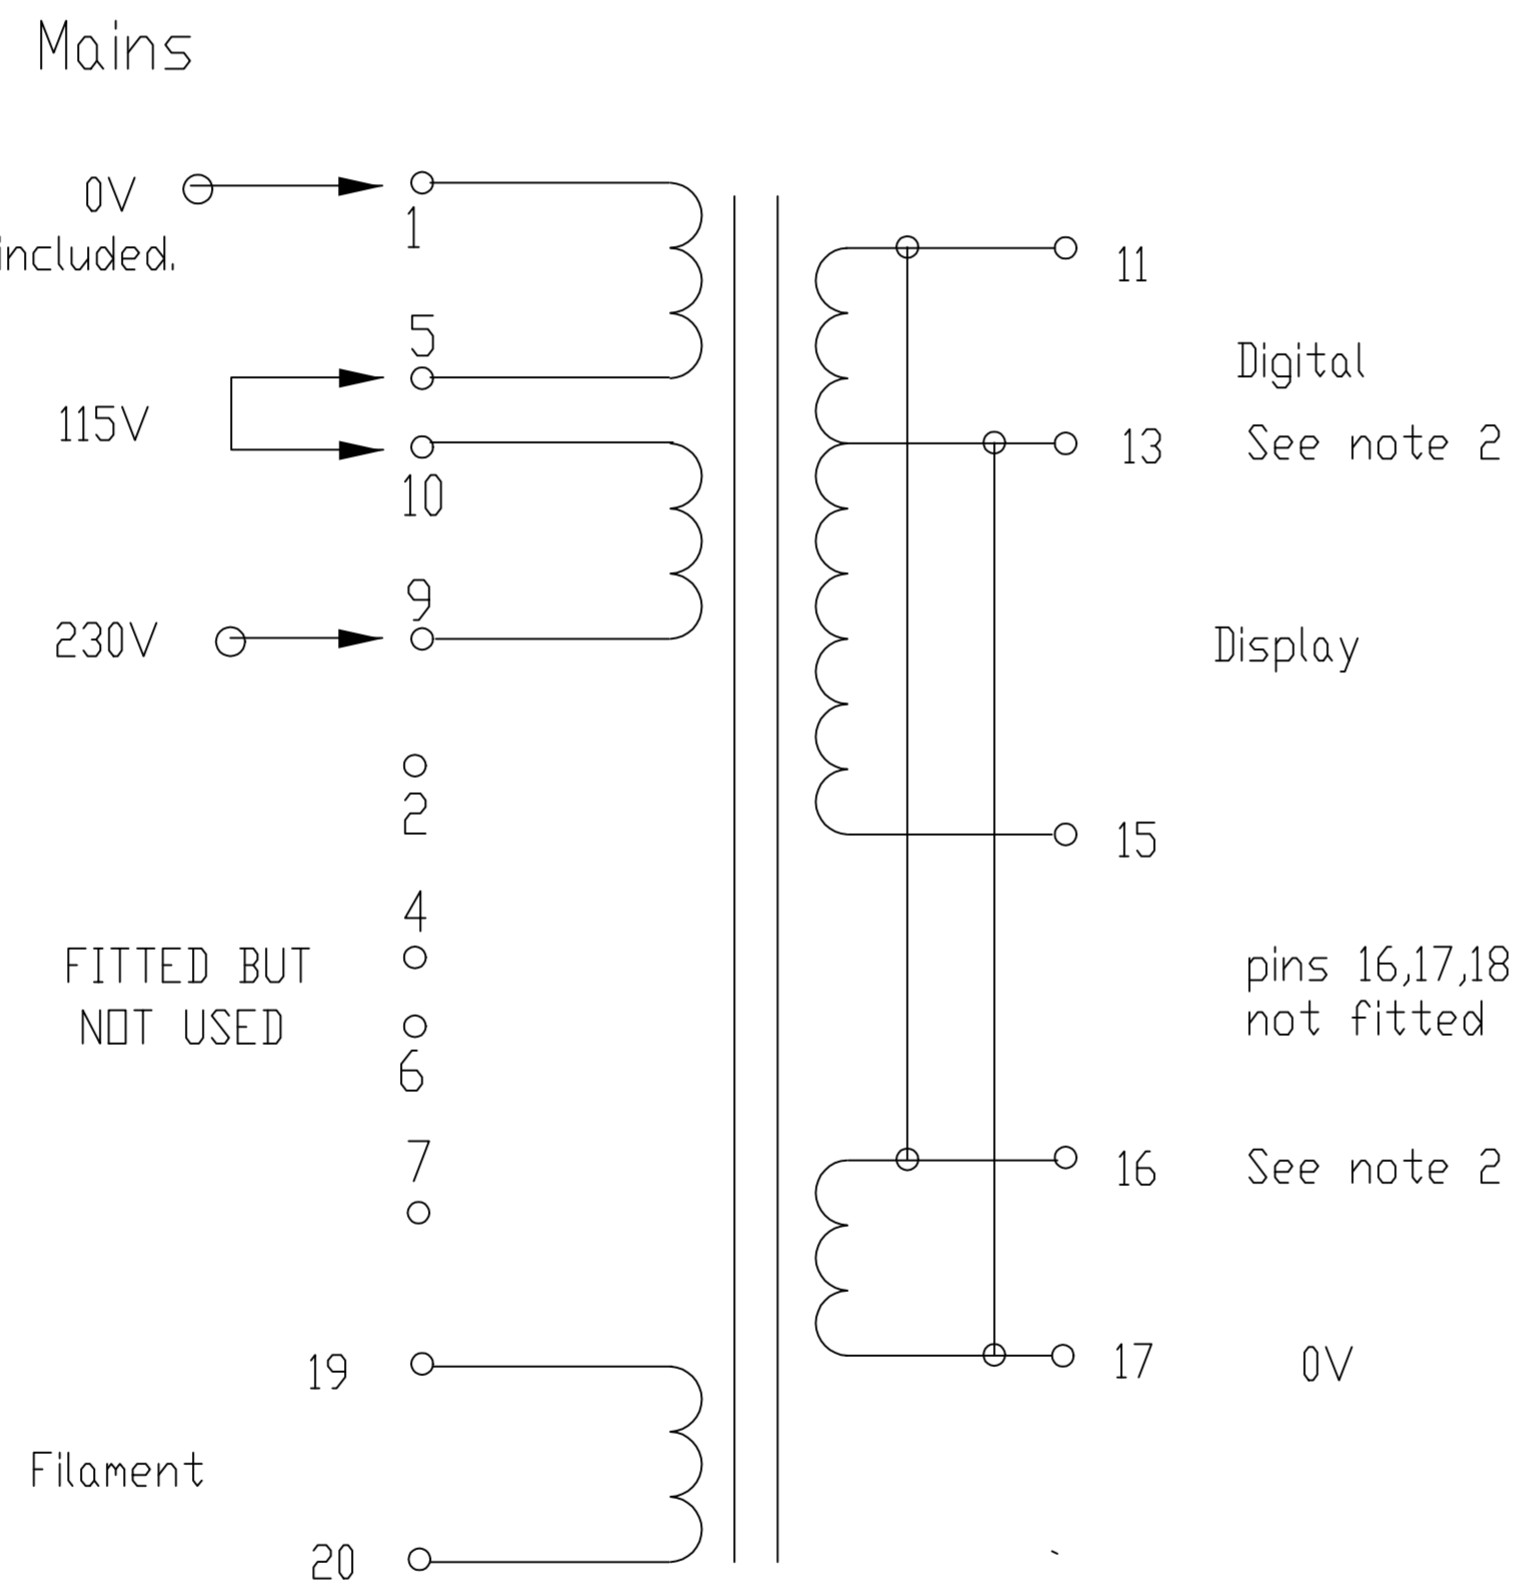 Mains
0V
included.
1
5
115V
10
9
230V
2
4
FITTED BUT
NOT USED
6
7
19
Filament
20
11
Digital
13 See note 2
Display
15
pins 16,17,18
not fitted
16 See note 2
17 0V